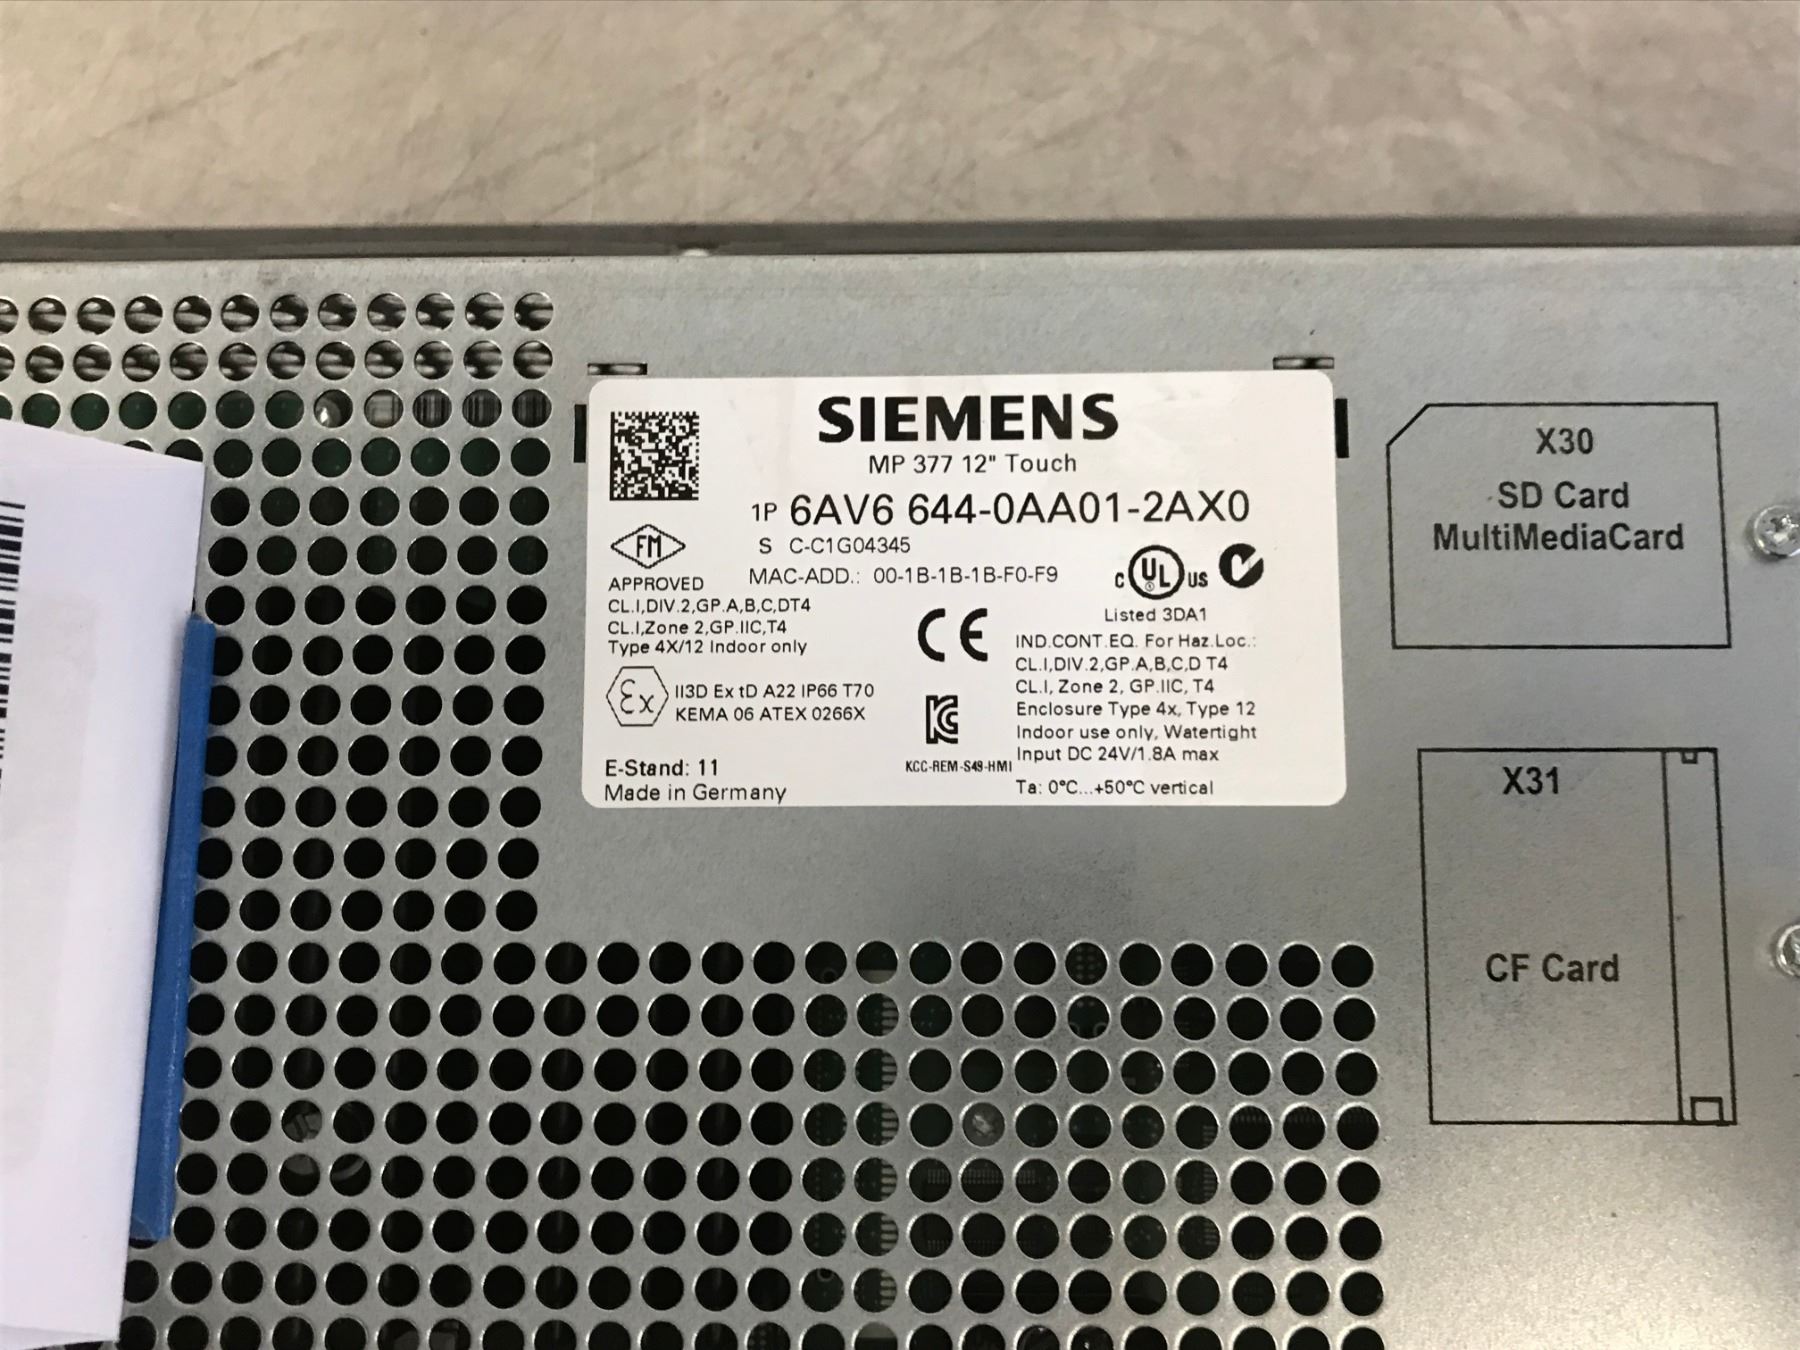 SIEMENS
MP 377 12" Touch
1P 6AV6 644-0AA01-2AX0
S C-C1G04345
MAC-ADD.: 00-1B-1B-1B-F0-F9
FM
APPROVED
CL.I,DIV.2,GP.A,B,C,DT4
CL.I,Zone 2,GP.IIC,T4
Type 4X/12 Indoor only
Ex
II3D Ex tD A22 IP66 T70
KEMA 06 ATEX 0266X
E-Stand: 11
Made in Germany
CE
KCC-REM-S49-HMI
C UL US
Listed 3DA1
IND.CONT.EQ. For Haz.Loc.:
CL.I,DIV.2,GP.A,B,C,D T4
CL.I, Zone 2, GP.IIC, T4
Enclosure Type 4x, Type 12
Indoor use only, Watertight
Input DC 24V/1.8A max
Ta: 0°C...+50°C vertical
X30
SD Card
MultiMediaCard
X31
CF Card